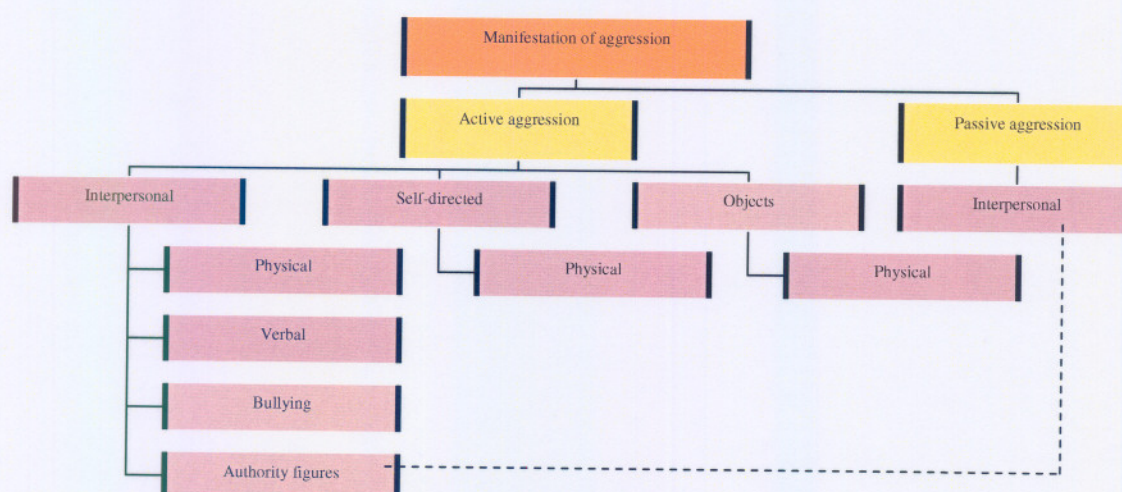 Manifestation of aggression
Active aggression
Passive aggression
Interpersonal
Self-directed
Objects
Interpersonal
Physical
Physical
Physical
Verbal
Bullying
Authority figures